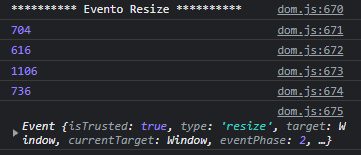 ********** Evento Resize ********** dom.js:670
704 dom.js:671
616 dom.js:672
1106 dom.js:673
736 dom.js:674
dom.js:675
Event {isTrusted: true, type: 'resize', target: W
indow, currentTarget: Window, eventPhase: 2, …}